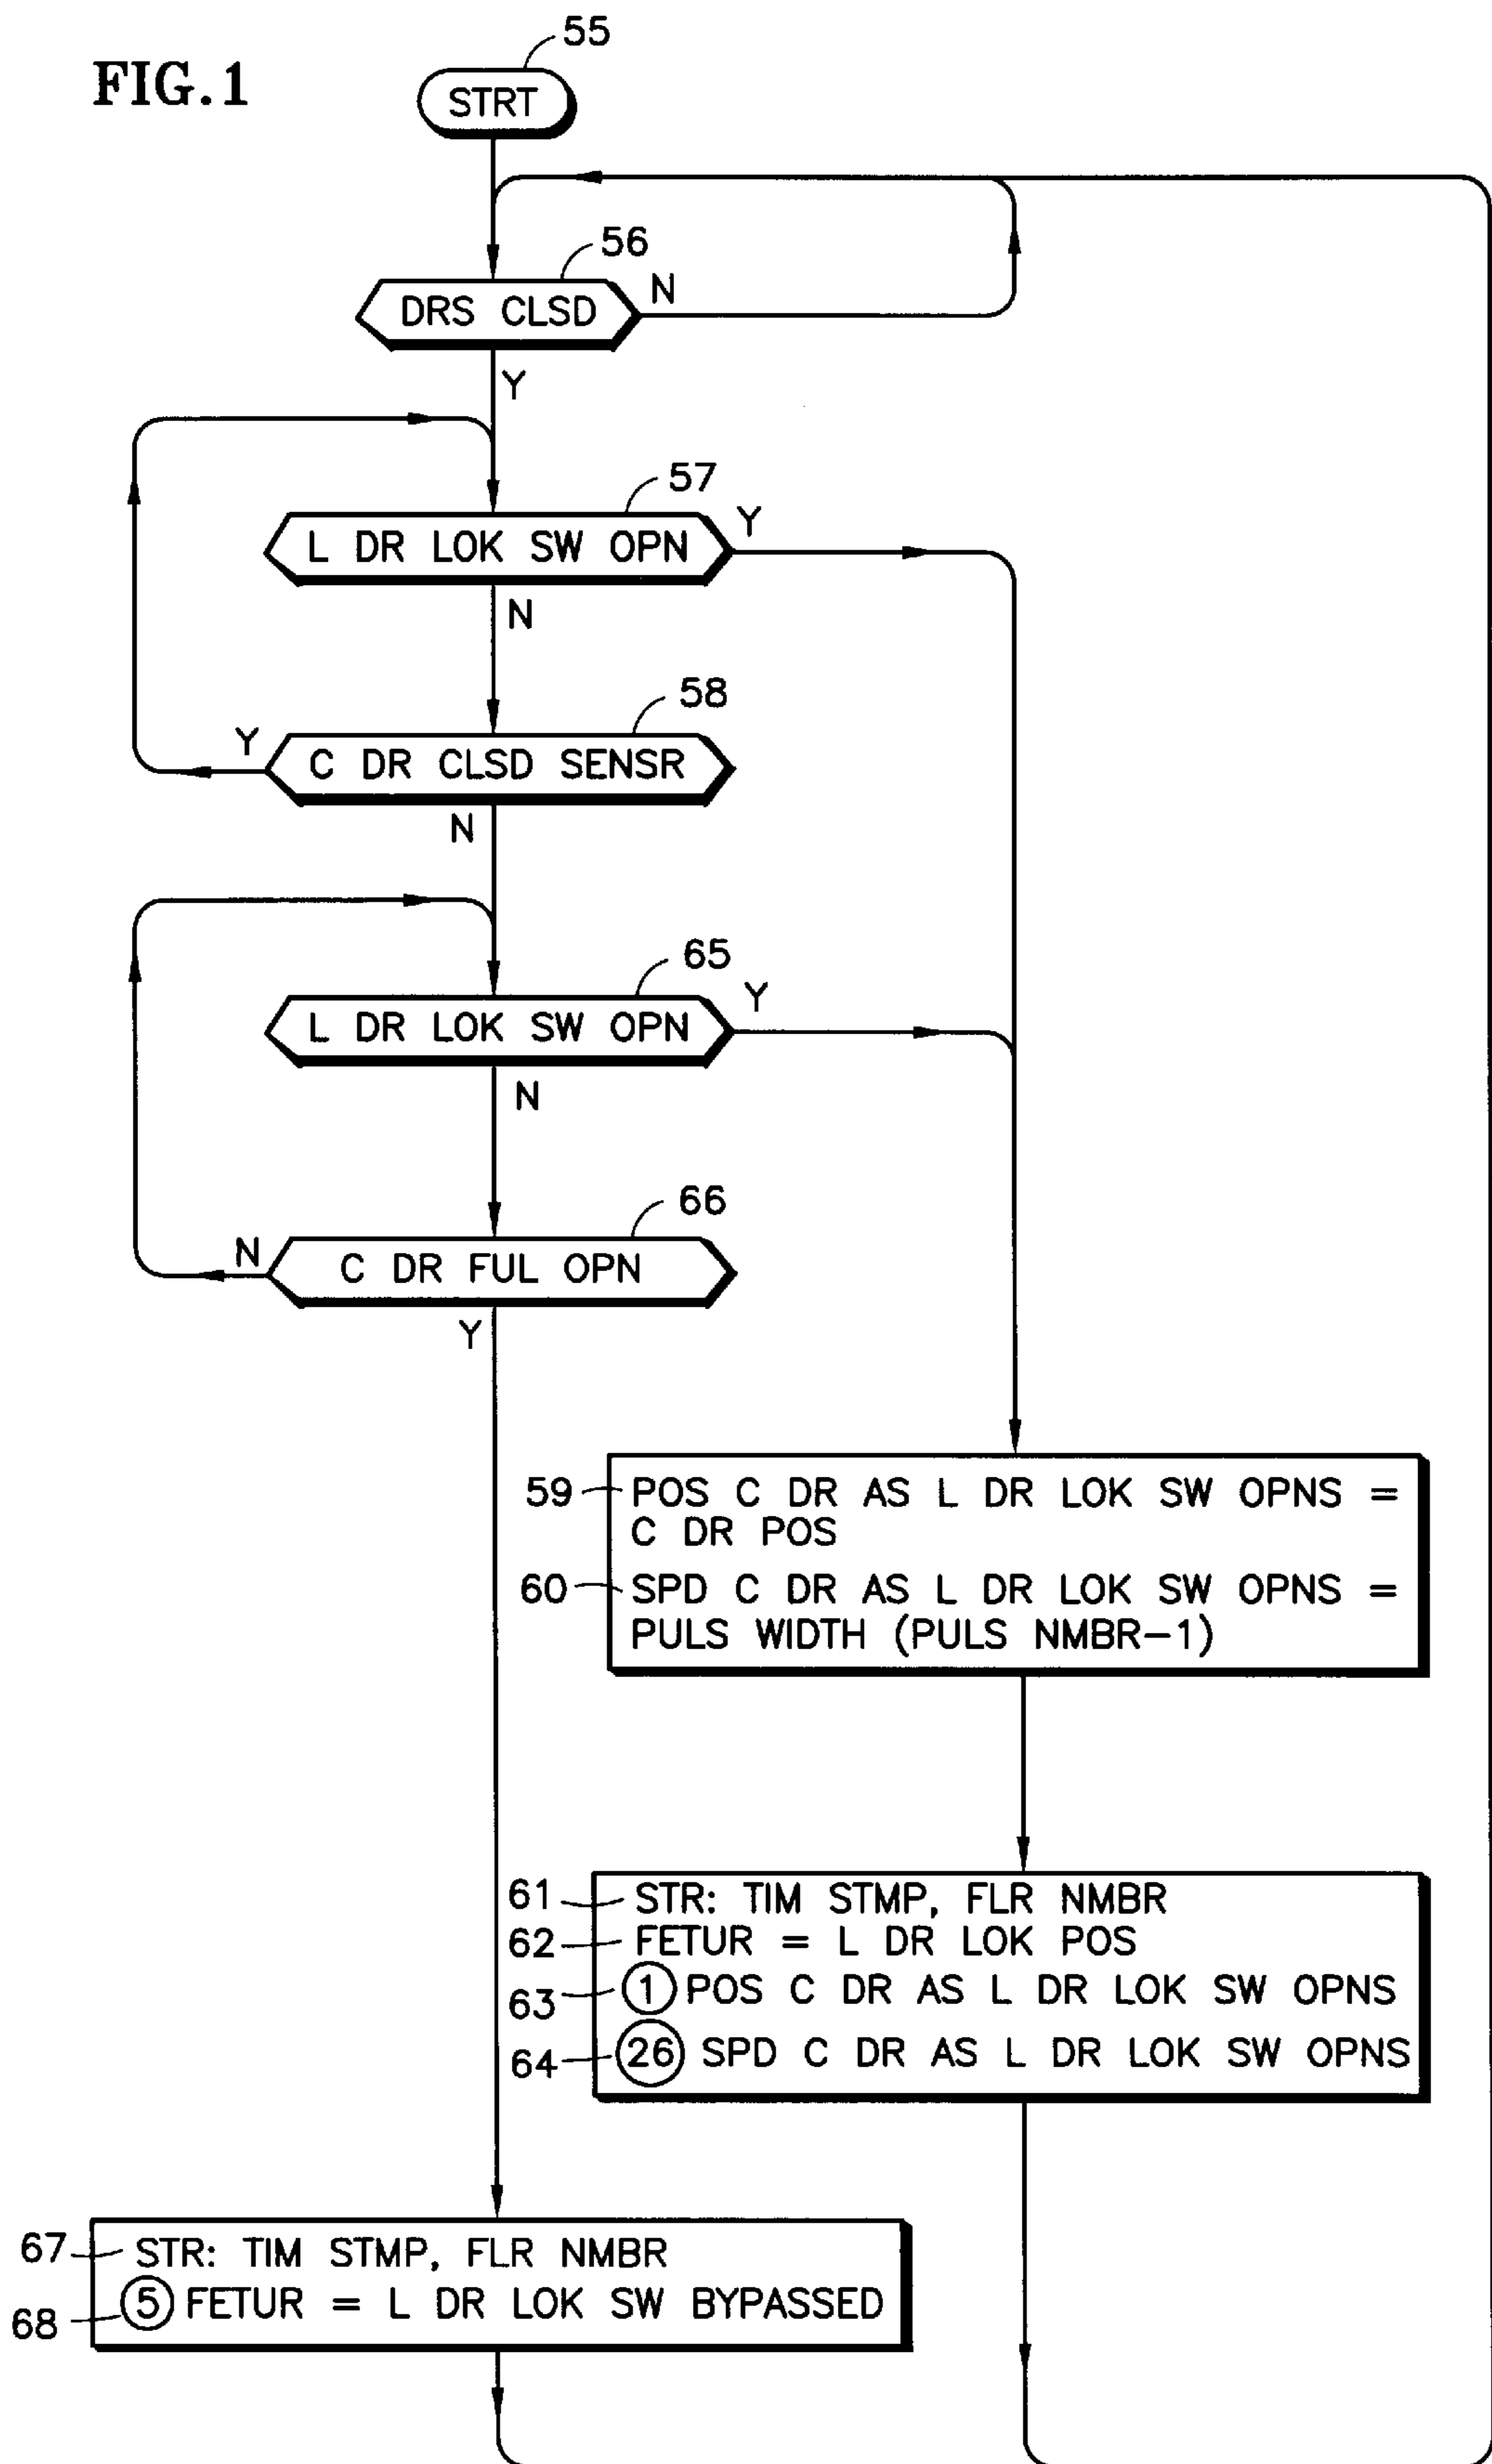 FIG. 1
55
STRT
56
DRS CLSD
N
Y
57
L DR LOK SW OPN
Y
N
58
C DR CLSD SENSR
Y
N
65
L DR LOK SW OPN
Y
N
66
C DR FUL OPN
N
Y
59
POS C DR AS L DR LOK SW OPNS =
C DR POS
60
SPD C DR AS L DR LOK SW OPNS =
PULS WIDTH (PULS NMBR-1)
61
STR: TIM STMP, FLR NMBR
62
FETUR = L DR LOK POS
63
1 POS C DR AS L DR LOK SW OPNS
64
26 SPD C DR AS L DR LOK SW OPNS
67
STR: TIM STMP, FLR NMBR
68
5 FETUR = L DR LOK SW BYPASSED